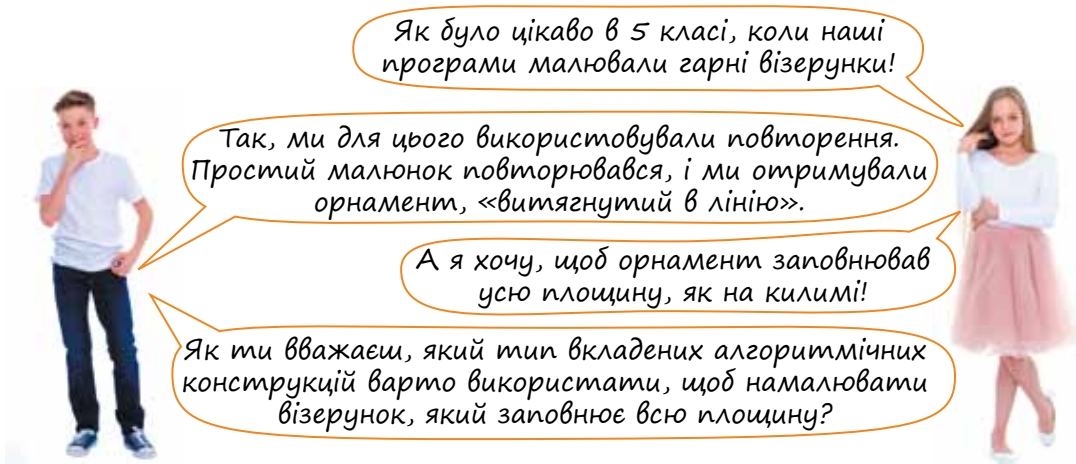 Як було цікаво в 5 класі, коли наші
програми малювали гарні візерунки!
Так, ми для цього використовували повторення.
Простий малюнок повторювався, і ми отримували
орнамент, «витягнутий в лінію».
А я хочу, щоб орнамент заповнював
усю площину, як на килимі!
Як ти вважаєш, який тип вкладених алгоритмічних
конструкцій варто використати, щоб намалювати
візерунок, який заповнює всю площину?